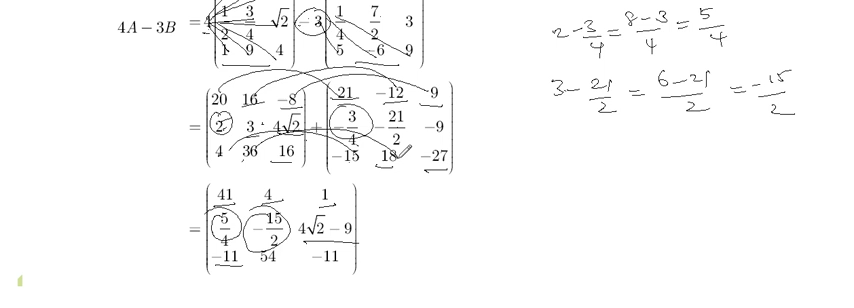 4A − 3B = 4 ( 1/2 3/4 √2 − 3 ( 1/4 7/2 3
1 9 4 ) 5 −6 9 )
2 − 3/4 = 8 − 3/4 = 5/4
= ( 20 16 −8 ; 2 3 4√2 ; 4 36 16 ) + ( 21 −12 9 ; −3/4 −21/2 −9 ; −15 18 −27 )
3 − 21/2 = 6 − 21/2 = −15/2
= ( 41 4 1 ; 5/4 −15/2 4√2 − 9 ; −11 54 −11 )